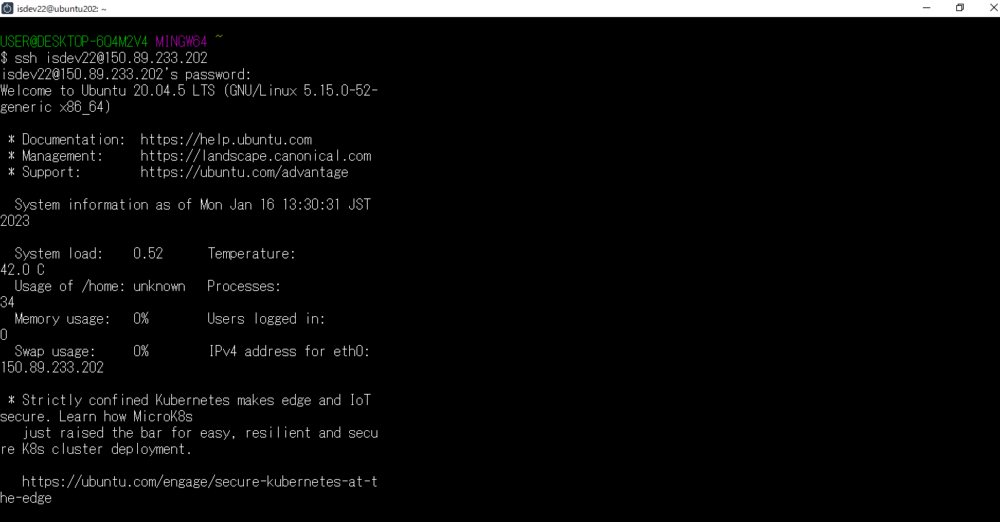 isdev22@ubuntu202: ~
USER@DESKTOP-6Q4M2V4 MINGW64 ~
$ ssh isdev22@150.89.233.202
isdev22@150.89.233.202's password:
Welcome to Ubuntu 20.04.5 LTS (GNU/Linux 5.15.0-52-
generic x86_64)
* Documentation:  https://help.ubuntu.com
* Management:     https://landscape.canonical.com
* Support:        https://ubuntu.com/advantage
System information as of Mon Jan 16 13:30:31 JST
2023
System load:    0.52      Temperature:
42.0 C
Usage of /home: unknown   Processes:
34
Memory usage:   0%        Users logged in:
0
Swap usage:     0%        IPv4 address for eth0:
150.89.233.202
* Strictly confined Kubernetes makes edge and IoT
secure. Learn how MicroK8s
just raised the bar for easy, resilient and secu
re K8s cluster deployment.
https://ubuntu.com/engage/secure-kubernetes-at-t
he-edge